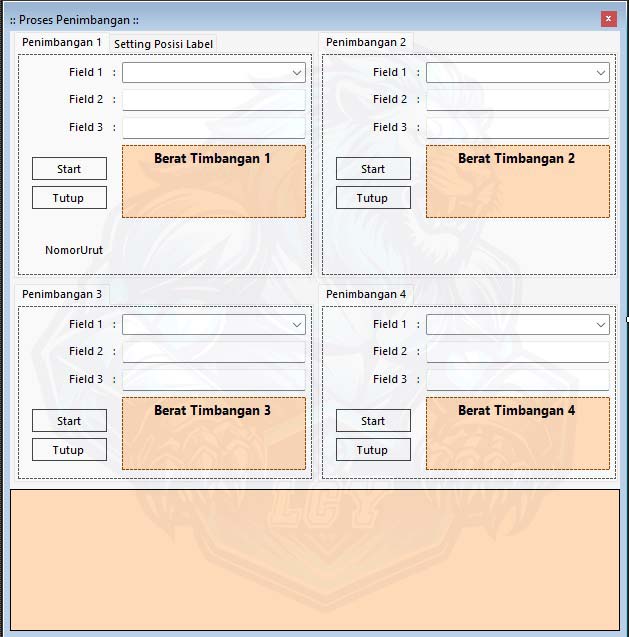 :: Proses Penimbangan ::
Penimbangan 1
Setting Posisi Label
Field 1 :
Field 2 :
Field 3 :
Berat Timbangan 1
Start
Tutup
NomorUrut
Penimbangan 2
Field 1 :
Field 2 :
Field 3 :
Berat Timbangan 2
Start
Tutup
Penimbangan 3
Field 1 :
Field 2 :
Field 3 :
Berat Timbangan 3
Start
Tutup
Penimbangan 4
Field 1 :
Field 2 :
Field 3 :
Berat Timbangan 4
Start
Tutup
LCY